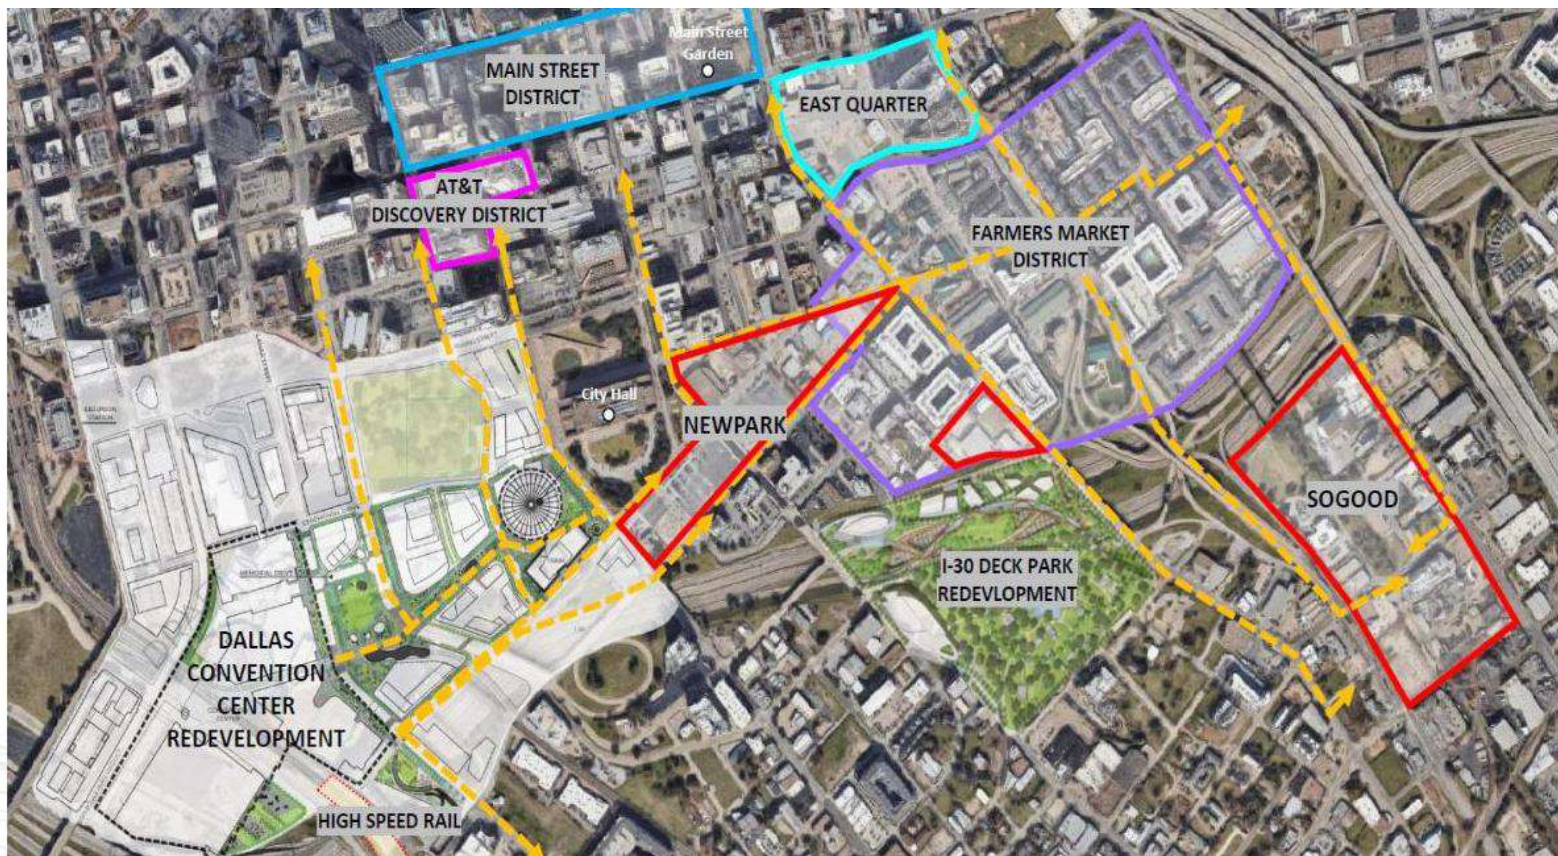 Main Street
Garden
MAIN STREET
DISTRICT
EAST QUARTER
AT&T
DISCOVERY DISTRICT
FARMERS MARKET
DISTRICT
City Hall
NEWPARK
SOGOOD
I-30 DECK PARK
REDEVLOPMENT
DALLAS
CONVENTION
CENTER
REDEVELOPMENT
HIGH SPEED RAIL